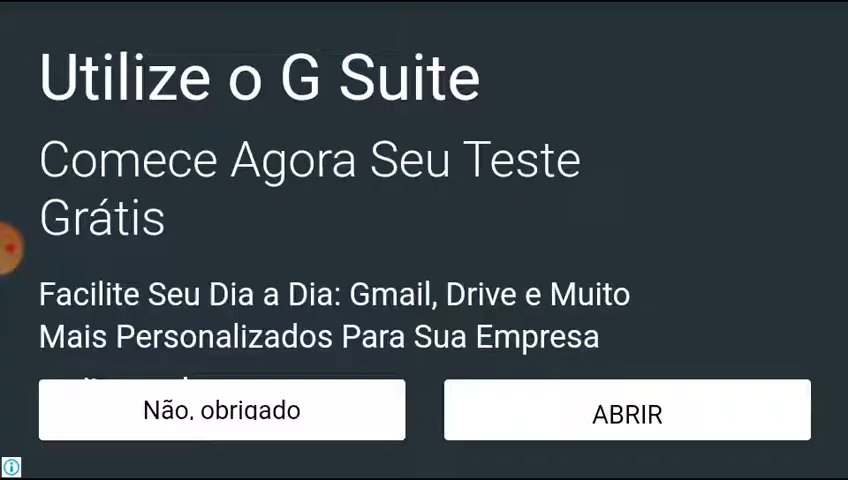 Utilize o G Suite
Comece Agora Seu Teste
Grátis
Facilite Seu Dia a Dia: Gmail, Drive e Muito
Mais Personalizados Para Sua Empresa
Não, obrigado
ABRIR